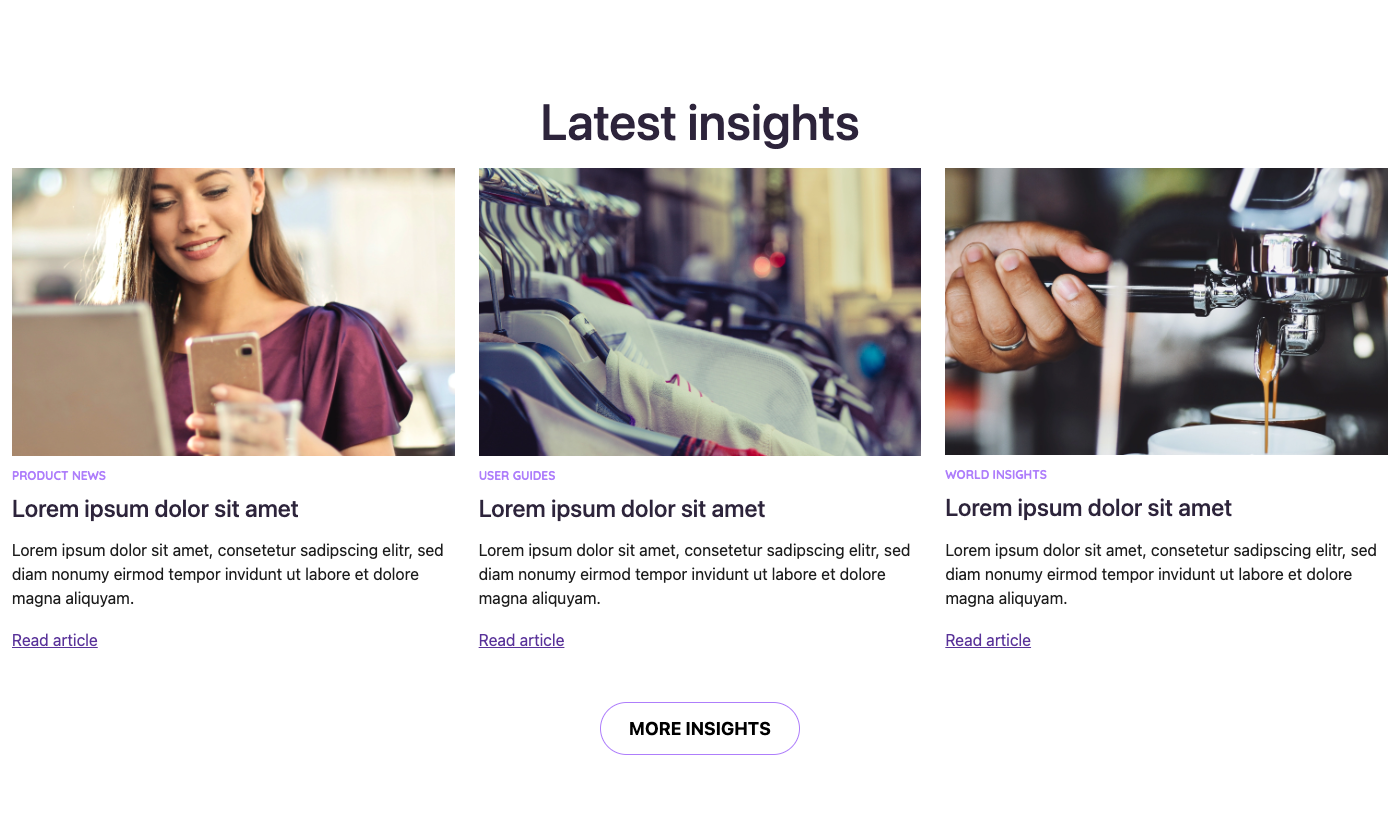 Latest insights
PRODUCT NEWS
Lorem ipsum dolor sit amet
Lorem ipsum dolor sit amet, consetetur sadipscing elitr, sed
diam nonumy eirmod tempor invidunt ut labore et dolore
magna aliquyam.
Read article
USER GUIDES
Lorem ipsum dolor sit amet
Lorem ipsum dolor sit amet, consetetur sadipscing elitr, sed
diam nonumy eirmod tempor invidunt ut labore et dolore
magna aliquyam.
Read article
WORLD INSIGHTS
Lorem ipsum dolor sit amet
Lorem ipsum dolor sit amet, consetetur sadipscing elitr, sed
diam nonumy eirmod tempor invidunt ut labore et dolore
magna aliquyam.
Read article
MORE INSIGHTS